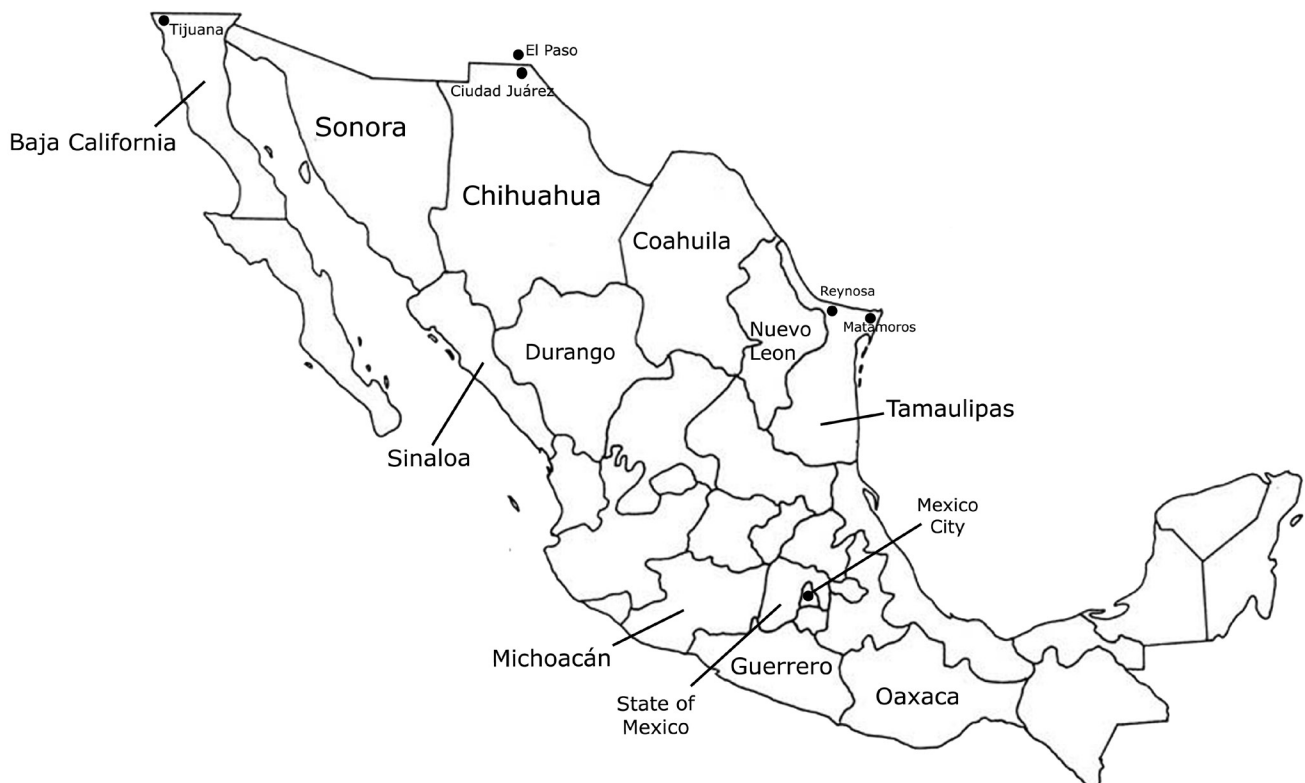 Tijuana
El Paso
Ciudad Juárez
Baja California
Sonora
Chihuahua
Coahuila
Reynosa
Matamoros
Nuevo
Leon
Durango
Tamaulipas
Sinaloa
Mexico
City
Michoacán
Guerrero
State of
Mexico
Oaxaca